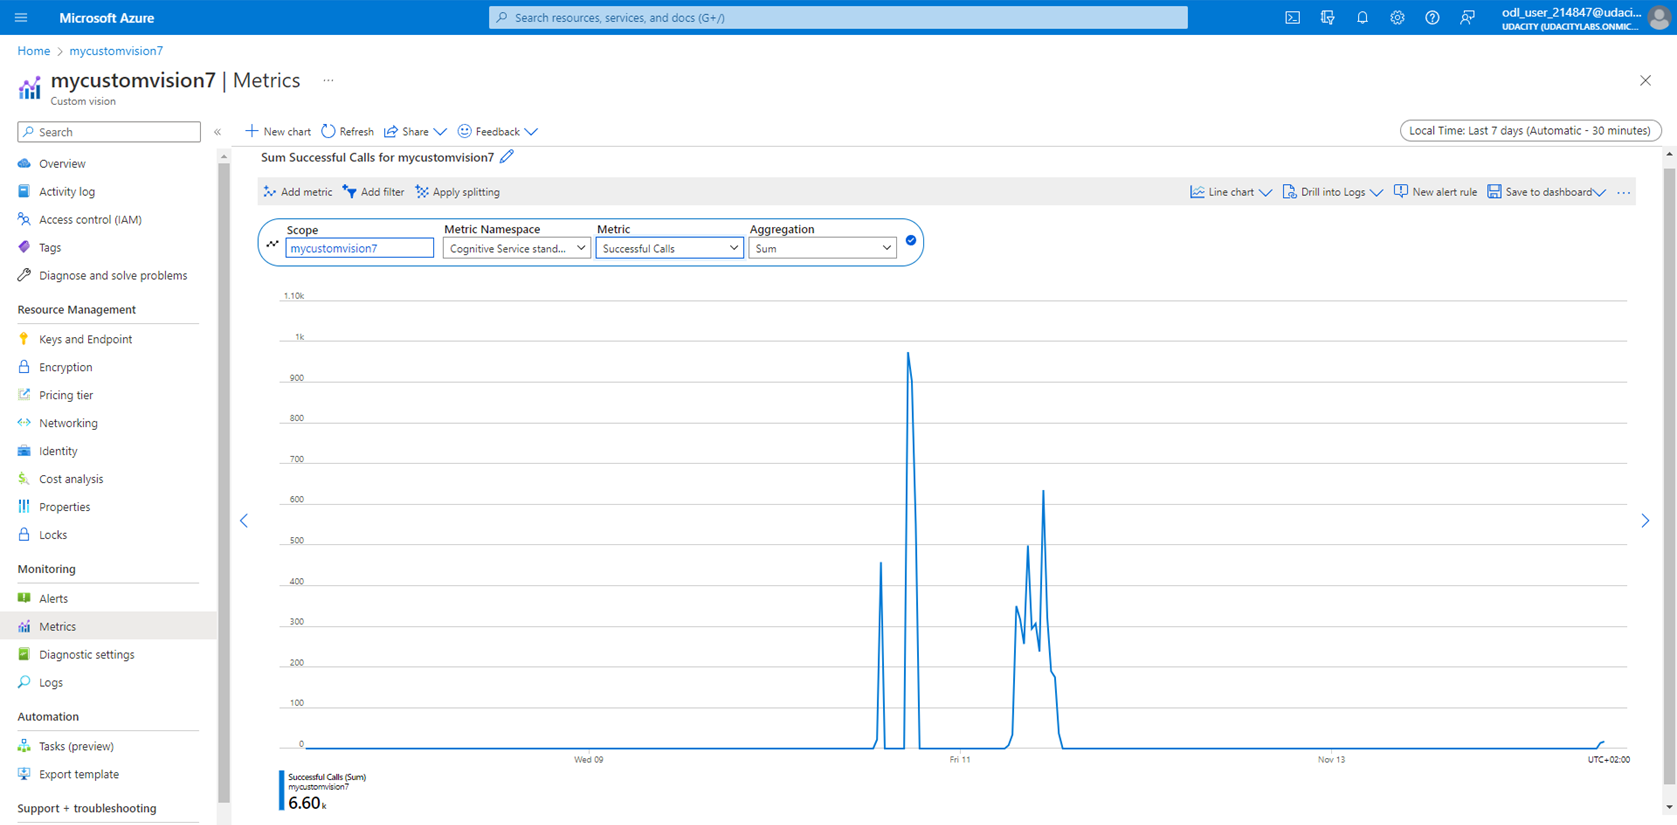 Microsoft Azure
Search resources, services, and docs (G+/)
odl_user_214847@udaci...
UDACITY (UDACITYLABS.ONMIC...
Home > mycustomvision7
mycustomvision7 | Metrics ...
Custom vision
Search
«
New chart
Refresh
Share
Feedback
Local Time: Last 7 days (Automatic - 30 minutes)
Overview
Activity log
Access control (IAM)
Tags
Diagnose and solve problems
Resource Management
Keys and Endpoint
Encryption
Pricing tier
Networking
Identity
Cost analysis
Properties
Locks
Monitoring
Alerts
Metrics
Diagnostic settings
Logs
Automation
Tasks (preview)
Export template
Support + troubleshooting
Sum Successful Calls for mycustomvision7
Add metric
Add filter
Apply splitting
Line chart
Drill into Logs
New alert rule
Save to dashboard
...
Scope
mycustomvision7
Metric Namespace
Cognitive Service stand...
Metric
Successful Calls
Aggregation
Sum
1.10k
1k
900
800
700
600
500
400
300
200
100
0
Wed 09
Fri 11
Nov 13
UTC+02:00
Successful Calls (Sum)
mycustomvision7
6.60 k